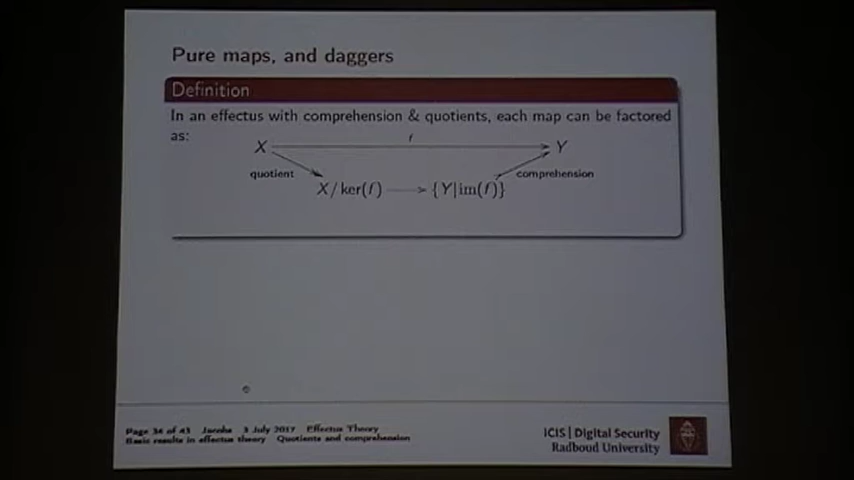 Pure maps, and daggers
Definition
In an effectus with comprehension & quotients, each map can be factored
as:
f
X Y
quotient comprehension
X/ker(f) {Y|im(f)}
Page 34 of 43 Jacobs 3 July 2017 Effectus Theory
Basic results in effectus theory Quotients and comprehension
ICIS | Digital Security
Radboud University